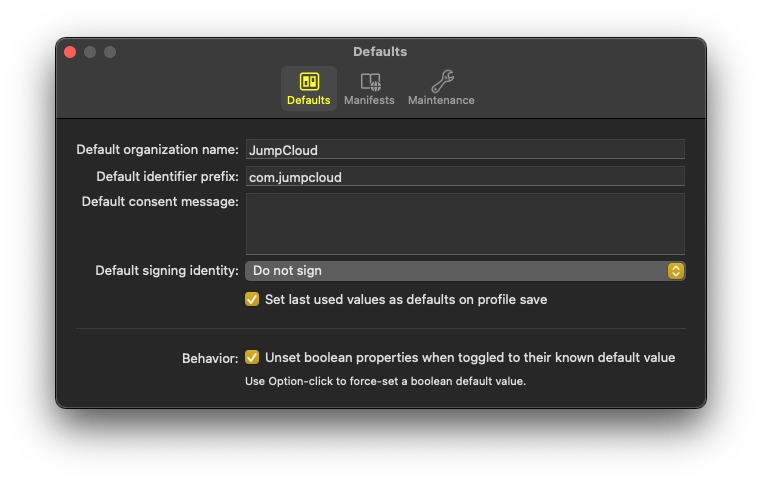 Defaults
Defaults Manifests Maintenance
Default organization name: JumpCloud
Default identifier prefix: com.jumpcloud
Default consent message:
Default signing identity: Do not sign
Set last used values as defaults on profile save
Behavior: Unset boolean properties when toggled to their known default value
Use Option-click to force-set a boolean default value.